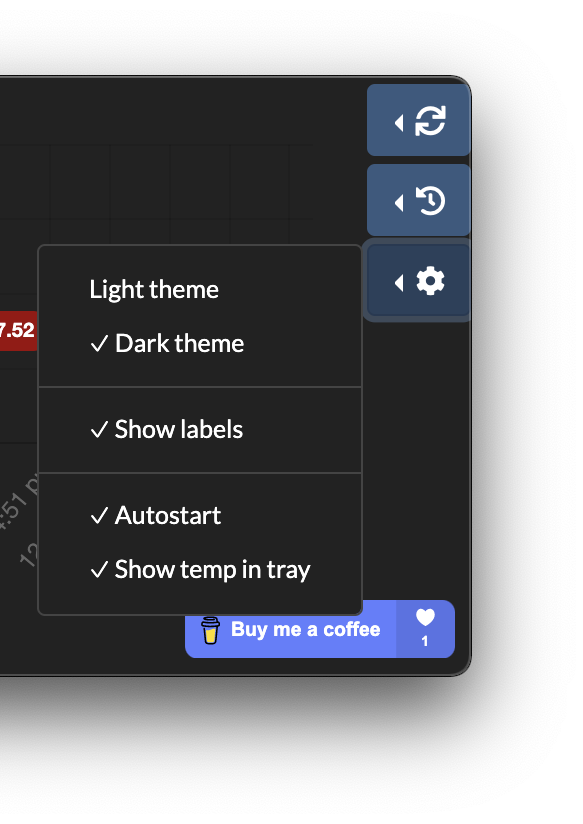 Light theme
✓ Dark theme
7.52
✓ Show labels
✓ Autostart
✓ Show temp in tray
Buy me a coffee
1